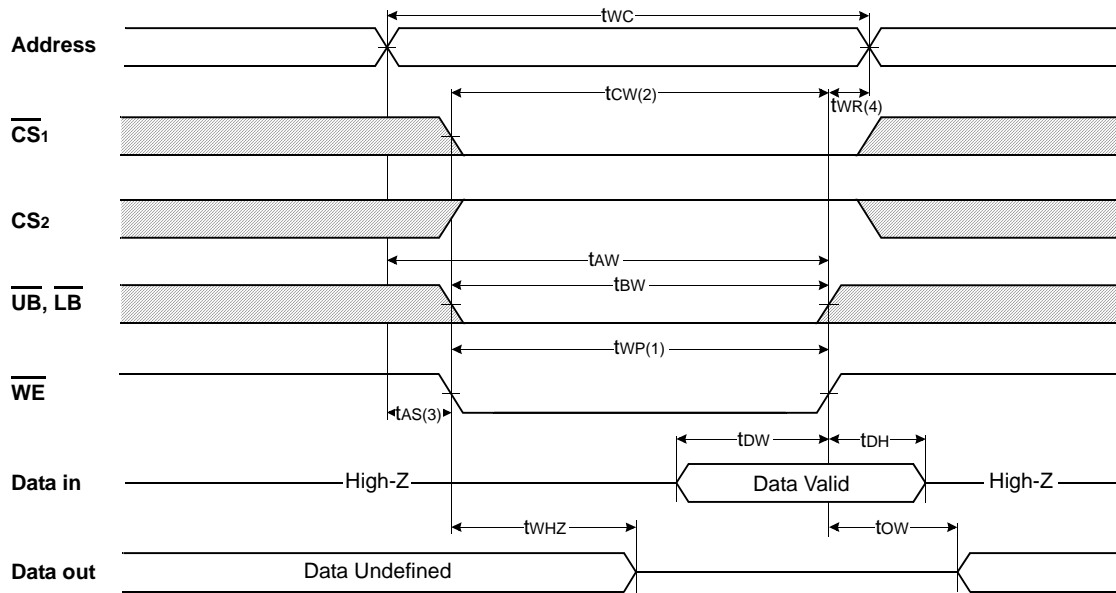 tWC
Address
tCW(2)
tWR(4)
CS1
CS2
tAW
tBW
UB, LB
tWP(1)
WE
tAS(3)
tDW
tDH
Data in
High-Z
Data Valid
High-Z
tWHZ
tOW
Data out
Data Undefined